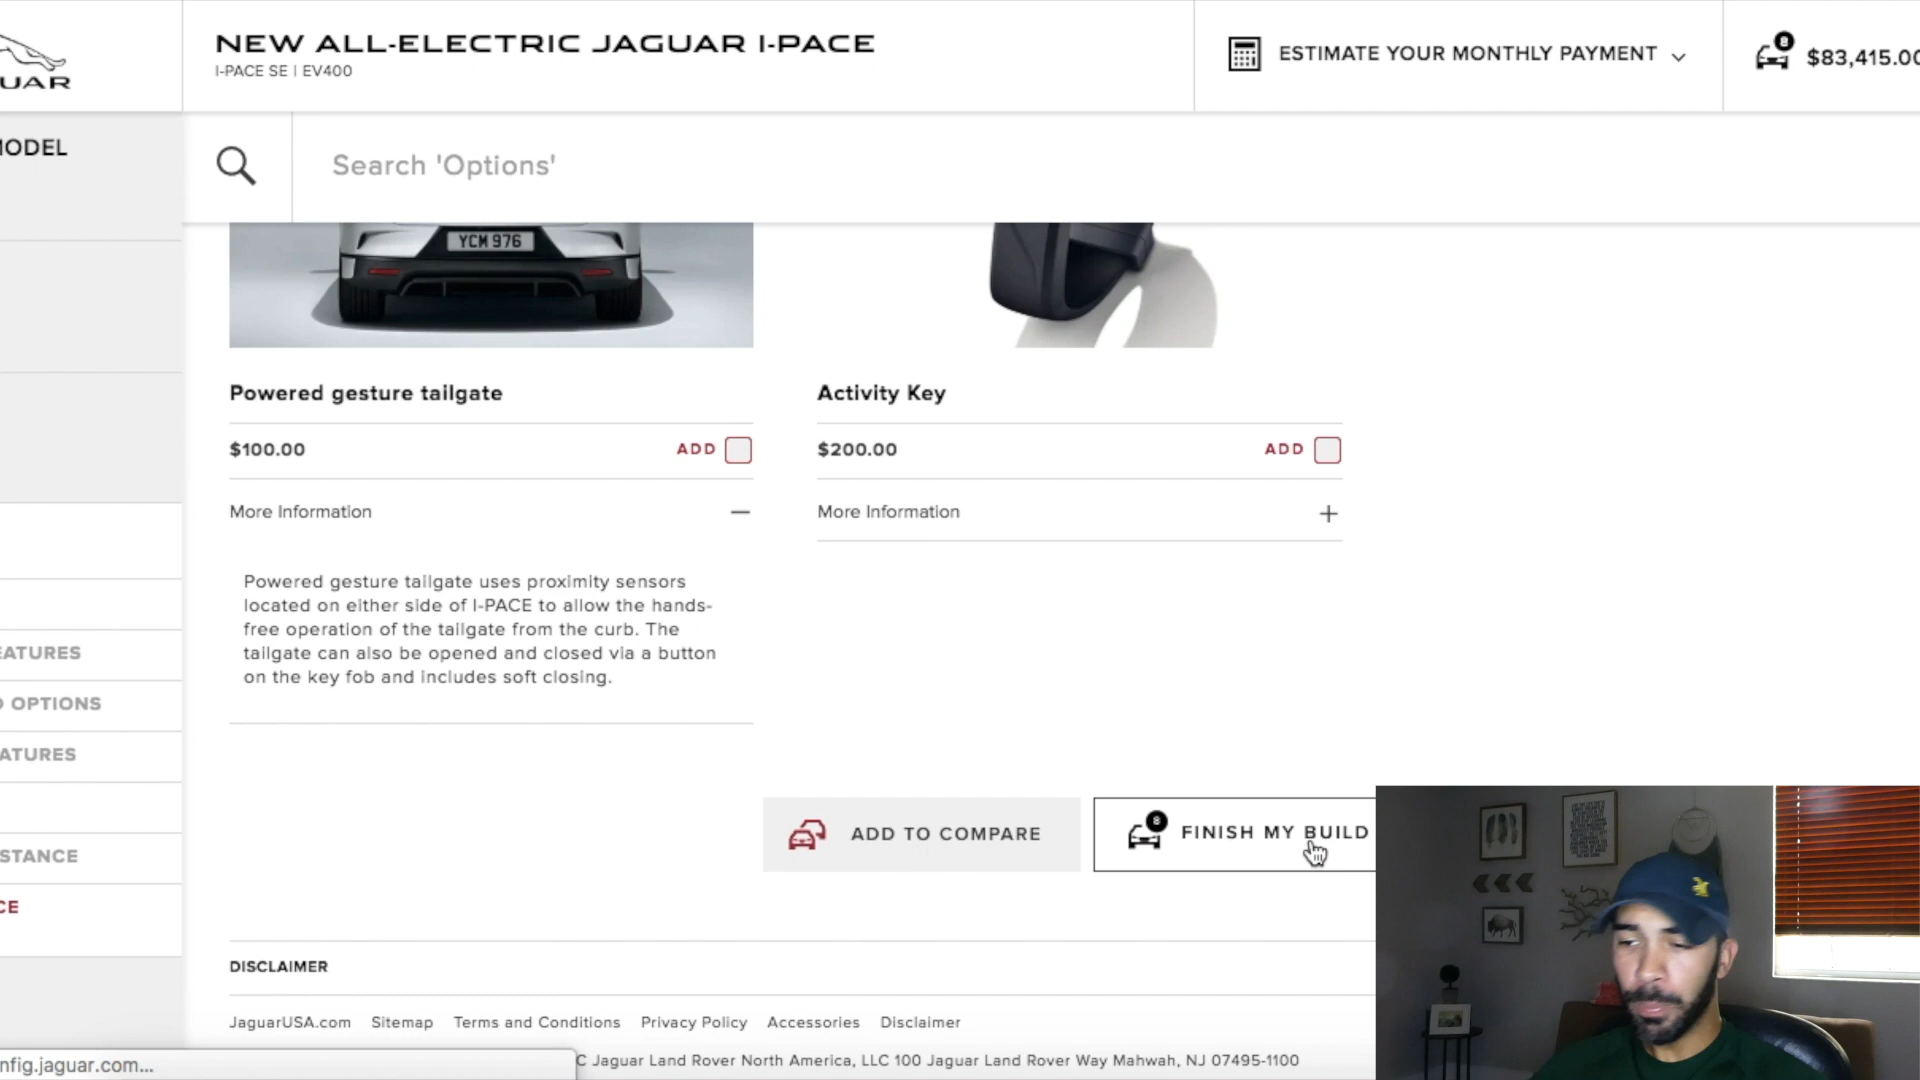 UAR
NEW ALL-ELECTRIC JAGUAR I-PACE
I-PACE SE | EV400
ESTIMATE YOUR MONTHLY PAYMENT
8
$83,415.00
MODEL
Search 'Options'
YCM 976
Powered gesture tailgate
$100.00
ADD
More Information
Powered gesture tailgate uses proximity sensors
located on either side of I-PACE to allow the hands-
free operation of the tailgate from the curb. The
tailgate can also be opened and closed via a button
on the key fob and includes soft closing.
Activity Key
$200.00
ADD
More Information
EATURES
OPTIONS
ATURES
STANCE
CE
ADD TO COMPARE
8
FINISH MY BUILD
DISCLAIMER
JaguarUSA.com Sitemap Terms and Conditions Privacy Policy Accessories Disclaimer
nfig.jaguar.com...
C Jaguar Land Rover North America, LLC 100 Jaguar Land Rover Way Mahwah, NJ 07495-1100